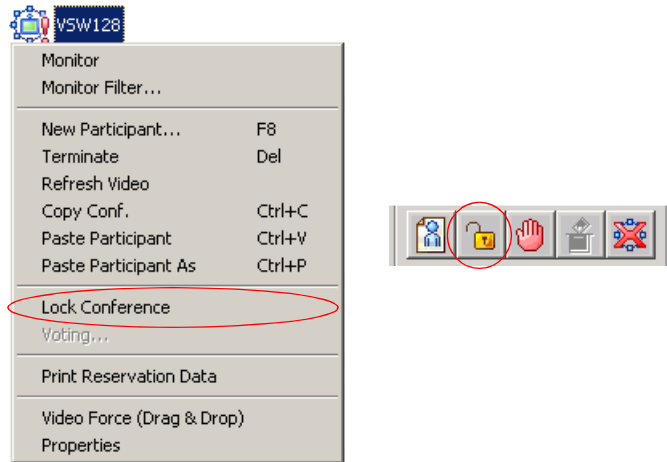 VSW128
Monitor
Monitor Filter...
New Participant... F8
Terminate Del
Refresh Video
Copy Conf. Ctrl+C
Paste Participant Ctrl+V
Paste Participant As Ctrl+P
Lock Conference
Voting...
Print Reservation Data
Video Force (Drag & Drop)
Properties